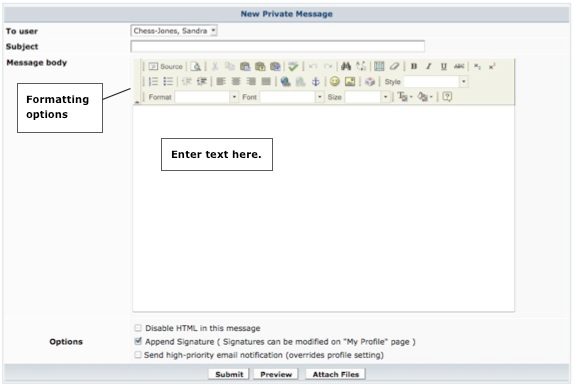 New Private Message
To user Chess-Jones, Sandra
Subject
Message body
Source B I U ABC x₂ x²
Style
Format Font Size
Formatting
options
Enter text here.
Disable HTML in this message
Options Append Signature ( Signatures can be modified on "My Profile" page )
Send high-priority email notification (overrides profile setting)
Submit Preview Attach Files